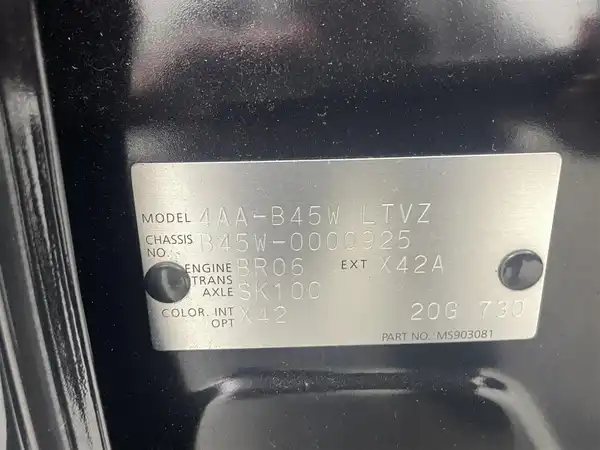 MODEL 4AA-B45W LTVZ
CHASSIS NO. B45W-0000925
ENGINE BR06 EXT X42A
TRANS AXLE SK100
COLOR. INT X42 20G 730
OPT
PART NO. MS903081